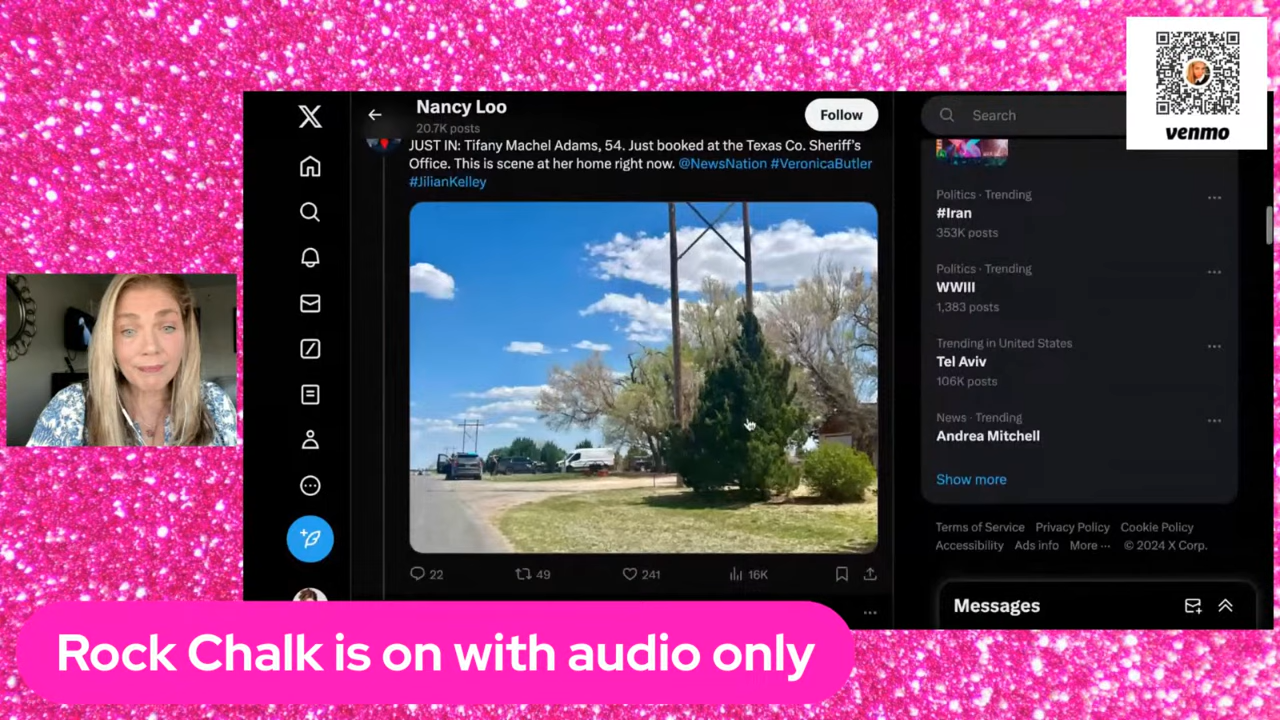 venmo
Nancy Loo
20.7K posts
Follow
JUST IN: Tifany Machel Adams, 54. Just booked at the Texas Co. Sheriff's
Office. This is scene at her home right now. @NewsNation #VeronicaButler
#JilianKelley
22
49
241
16K
Search
Politics · Trending
#Iran
353K posts
Politics · Trending
WWIII
1,383 posts
Trending in United States
Tel Aviv
106K posts
News · Trending
Andrea Mitchell
Show more
Terms of Service Privacy Policy Cookie Policy
Accessibility Ads info More ··· © 2024 X Corp.
Messages
Rock Chalk is on with audio only